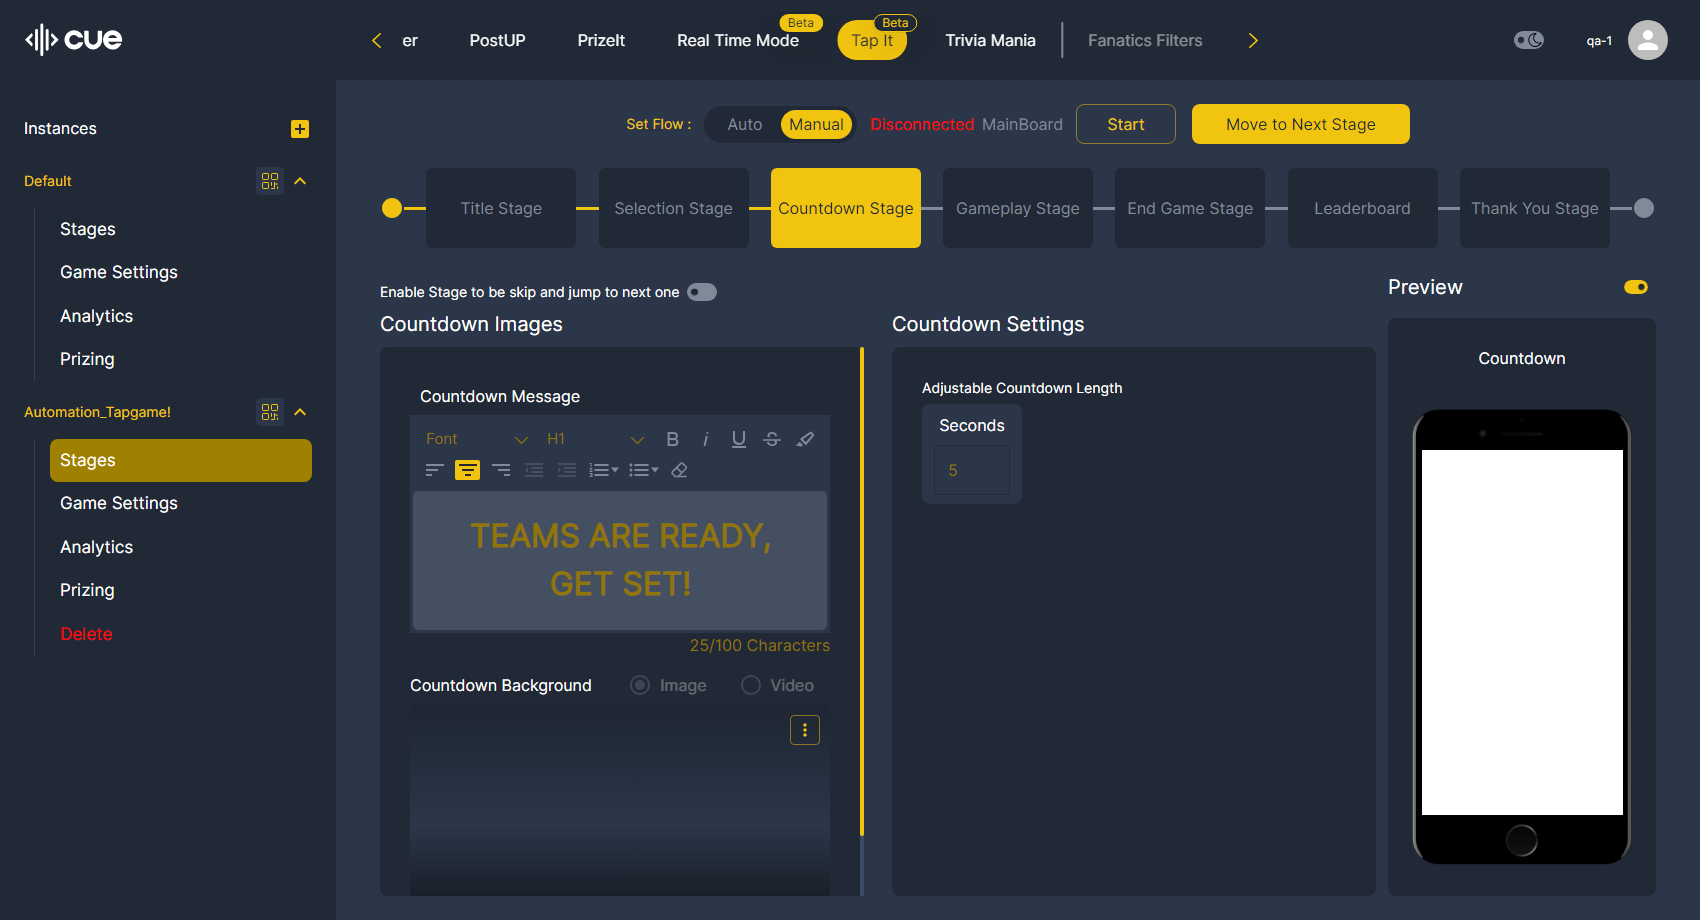 cue
er
PostUP
PrizeIt
Real Time Mode
Beta
Tap It
Beta
Trivia Mania
Fanatics Filters
qa-1
Instances
Default
Stages
Game Settings
Analytics
Prizing
Automation_Tapgame!
Stages
Game Settings
Analytics
Prizing
Delete
Set Flow :
Auto
Manual
Disconnected MainBoard
Start
Move to Next Stage
Title Stage
Selection Stage
Countdown Stage
Gameplay Stage
End Game Stage
Leaderboard
Thank You Stage
Enable Stage to be skip and jump to next one
Countdown Images
Countdown Message
Font
H1
B i U S
TEAMS ARE READY,
GET SET!
25/100 Characters
Countdown Background
Image
Video
Countdown Settings
Adjustable Countdown Length
Seconds
5
Preview
Countdown